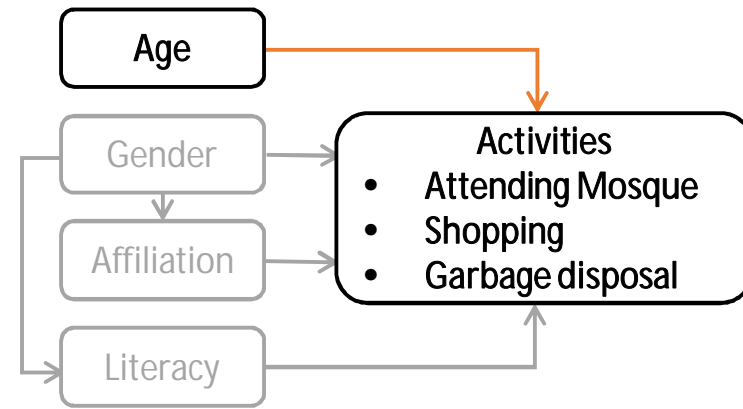 Age
Gender
Affiliation
Literacy
Activities
• Attending Mosque
• Shopping
• Garbage disposal